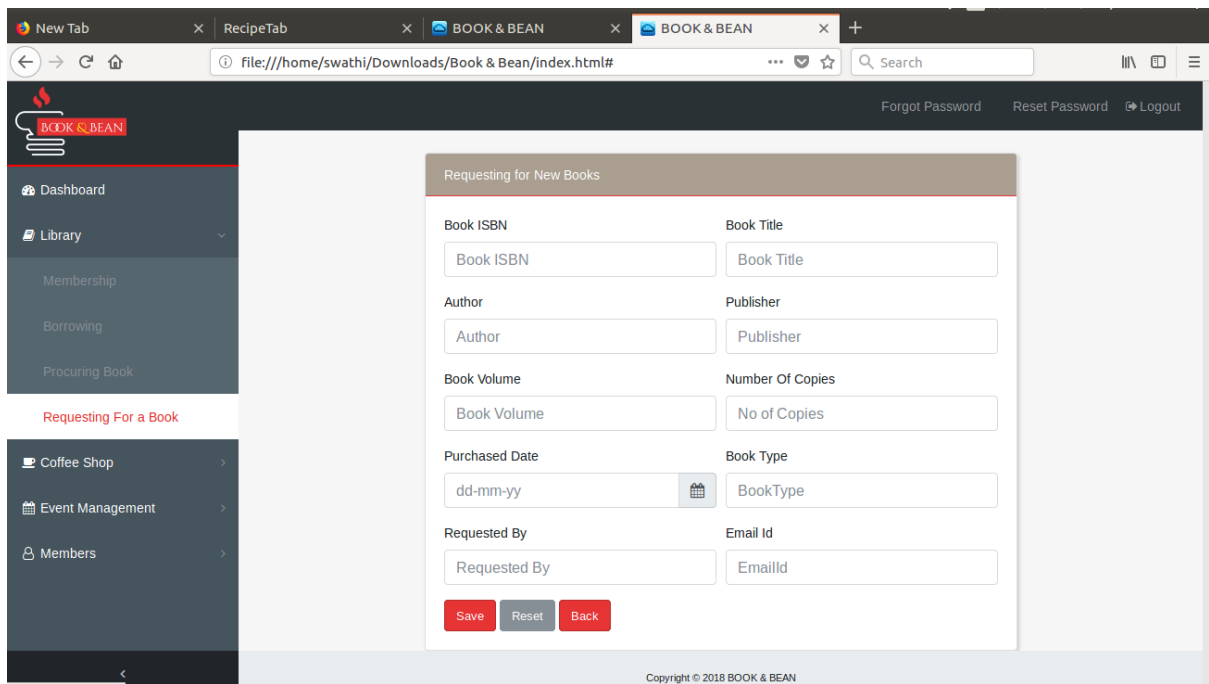 New Tab
RecipeTab
BOOK & BEAN
BOOK & BEAN
file:///home/swathi/Downloads/Book & Bean/index.html#
Search
BOOK & BEAN
Forgot Password
Reset Password
Logout
Dashboard
Library
Membership
Borrowing
Procuring Book
Requesting For a Book
Coffee Shop
Event Management
Members
Requesting for New Books
Book ISBN
Book Title
Book ISBN
Book Title
Author
Publisher
Author
Publisher
Book Volume
Number Of Copies
Book Volume
No of Copies
Purchased Date
Book Type
dd-mm-yy
BookType
Requested By
Email Id
Requested By
EmailId
Save
Reset
Back
Copyright © 2018 BOOK & BEAN